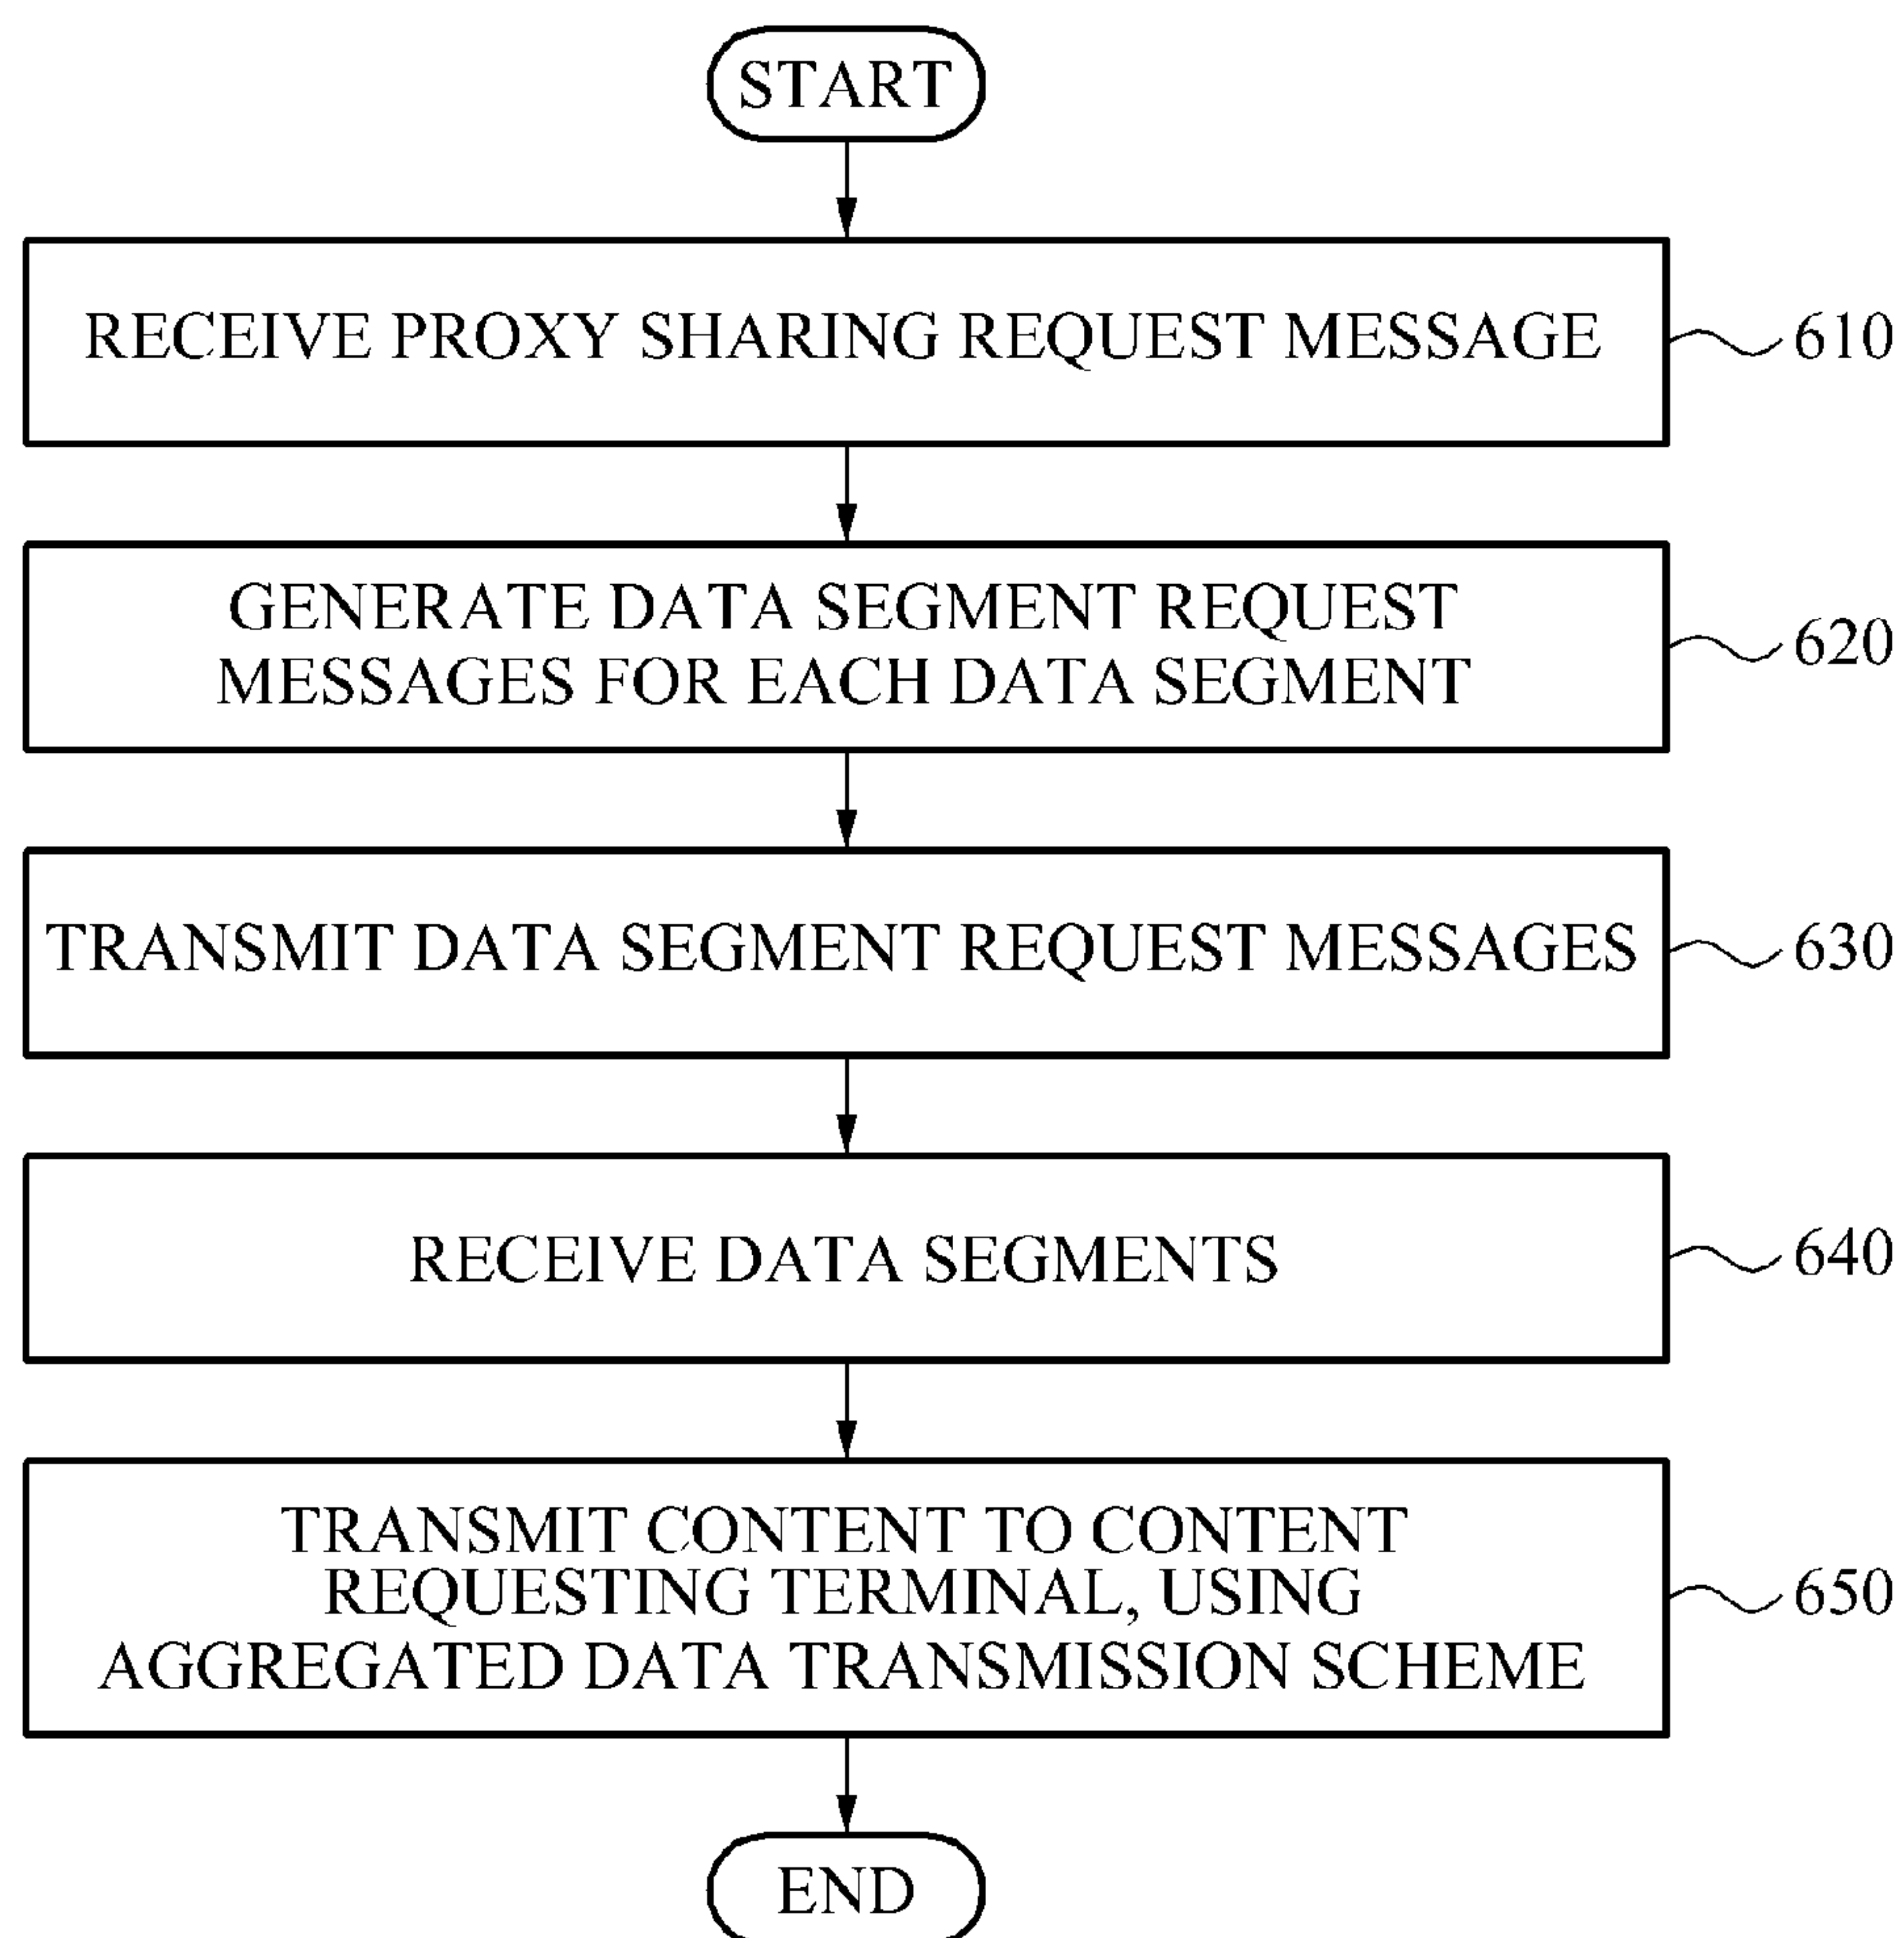 START
RECEIVE PROXY SHARING REQUEST MESSAGE
610
GENERATE DATA SEGMENT REQUEST
MESSAGES FOR EACH DATA SEGMENT
620
TRANSMIT DATA SEGMENT REQUEST MESSAGES
630
RECEIVE DATA SEGMENTS
640
TRANSMIT CONTENT TO CONTENT
REQUESTING TERMINAL, USING
AGGREGATED DATA TRANSMISSION SCHEME
650
END